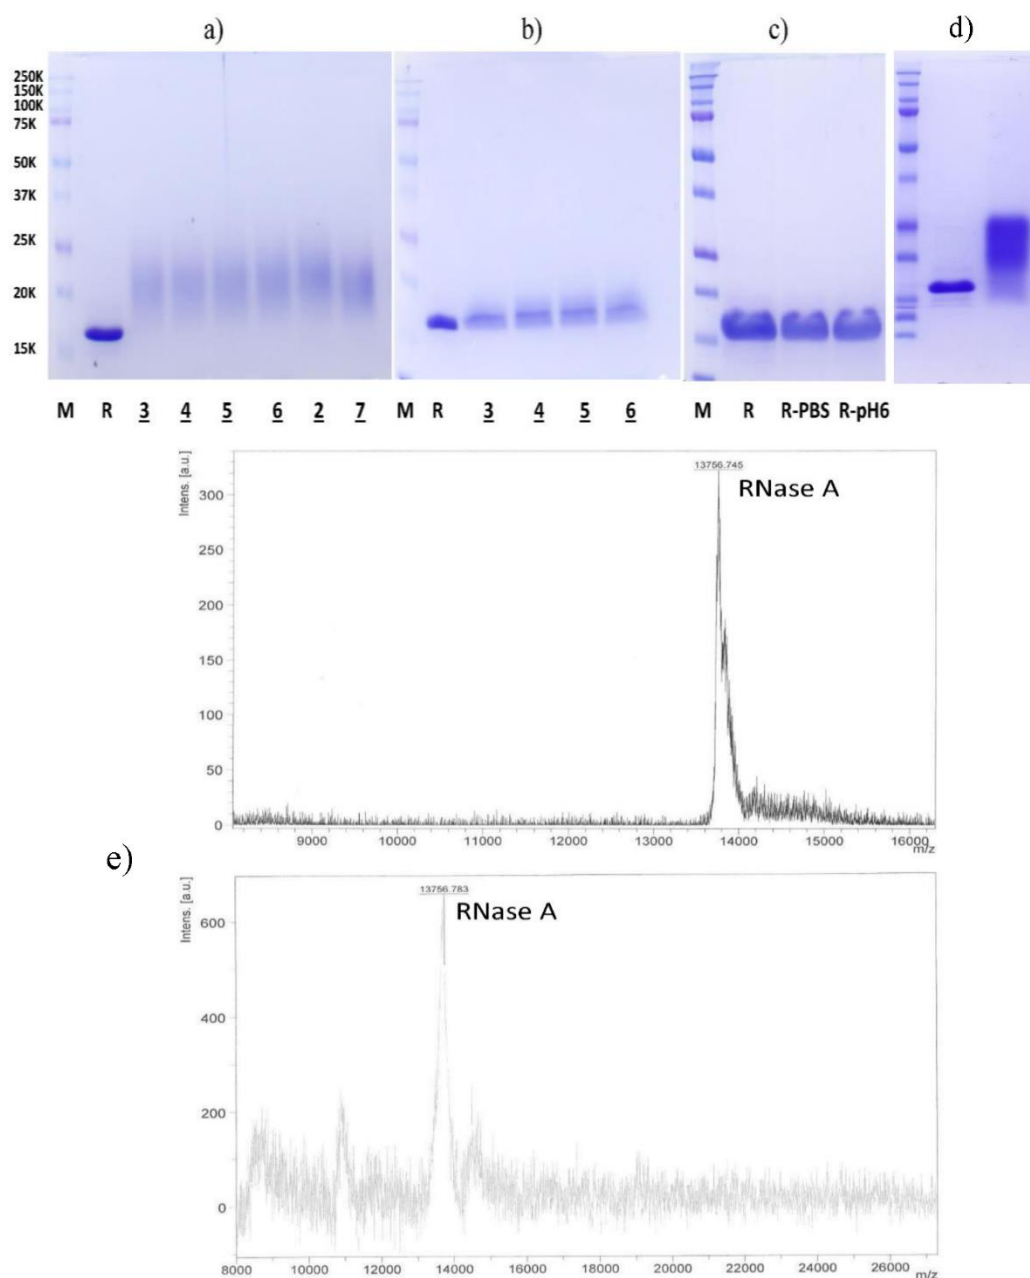 a)
b)
c)
d)
250K
150K
100K
75K
50K
37K
25K
20K
15K
M R 3 4 5 6 2 7 M R 3 4 5 6 M R R-PBS R-pH6
13756.745
RNase A
Intens. [a.u.]
300
250
200
150
100
50
0
9000 10000 11000 12000 13000 14000 15000 16000
m/z
e)
13756.783
RNase A
Intens. [a.u.]
600
400
200
0
8000 10000 12000 14000 16000 18000 20000 22000 24000 26000
m/z